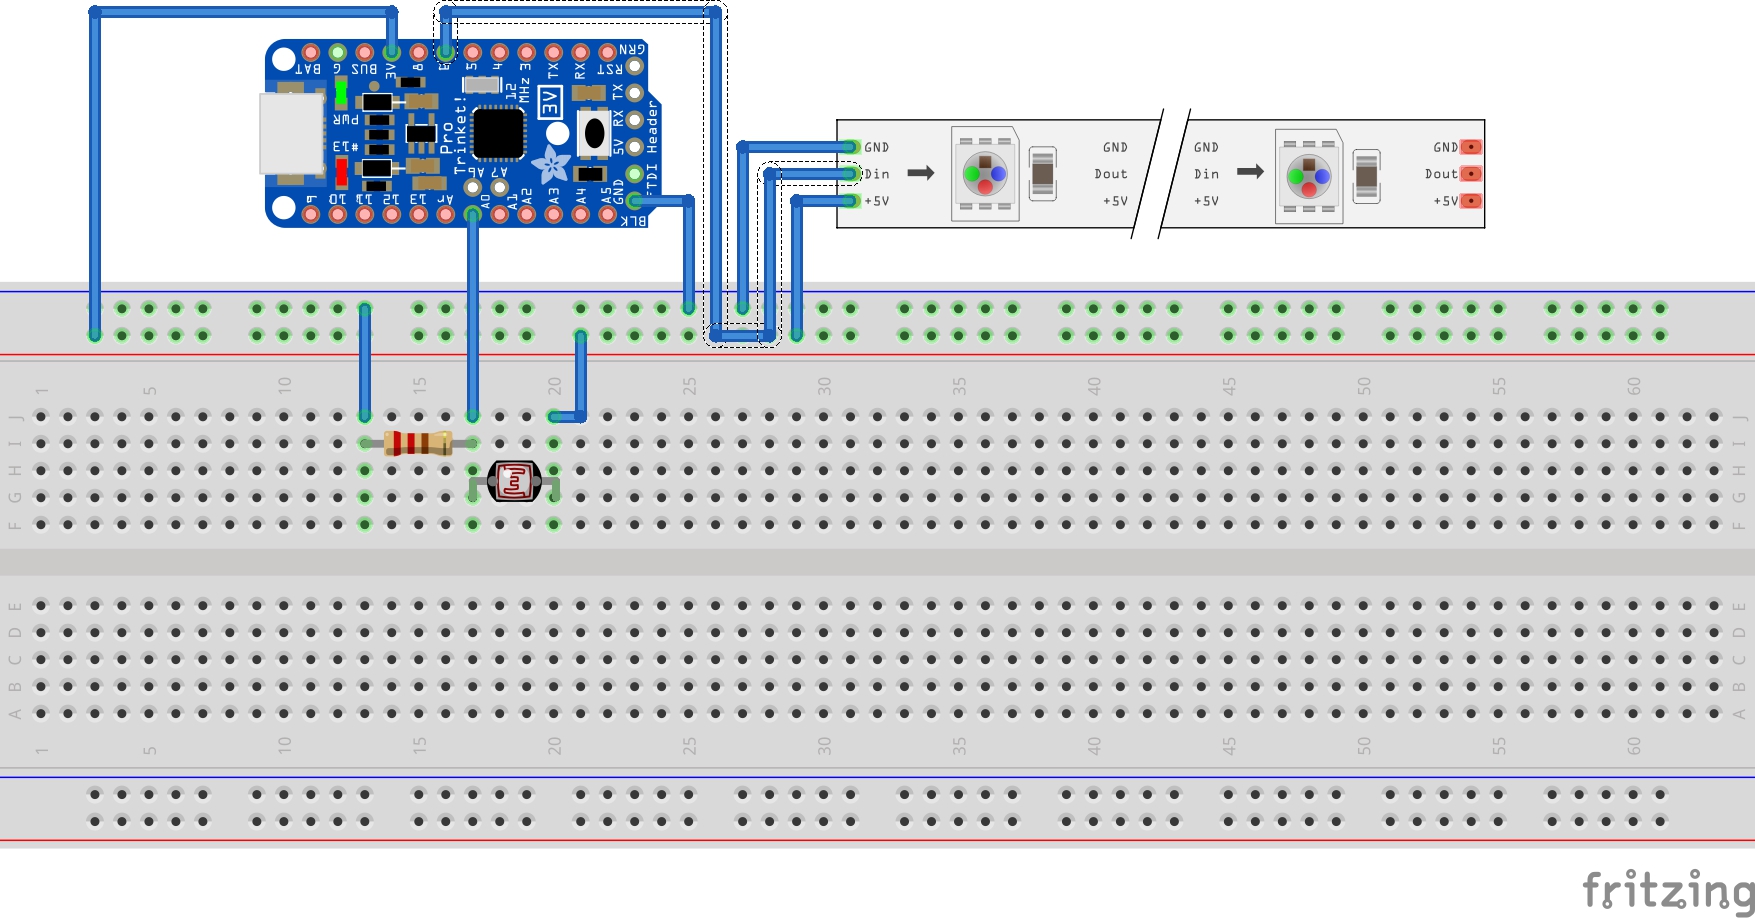 BAT G BUS 3V 8 6 5 4 3 TX RX RST GRN
PWR
#13
Pro
Trinket!
12
MHz
3V
TX
RX
5V
GND
FTDI Header
A6 A7
9 10 11 12 13 A0 A1 A2 A3 A4 A5 BLK
GND GND GND GND
Din Dout Din Dout
+5V +5V +5V +5V
1 5 10 15 20 25 30 35 40 45 50 55 60
J J
I I
H H
G G
F F
E E
D D
C C
B B
A A
1 5 10 15 20 25 30 35 40 45 50 55 60
fritzing